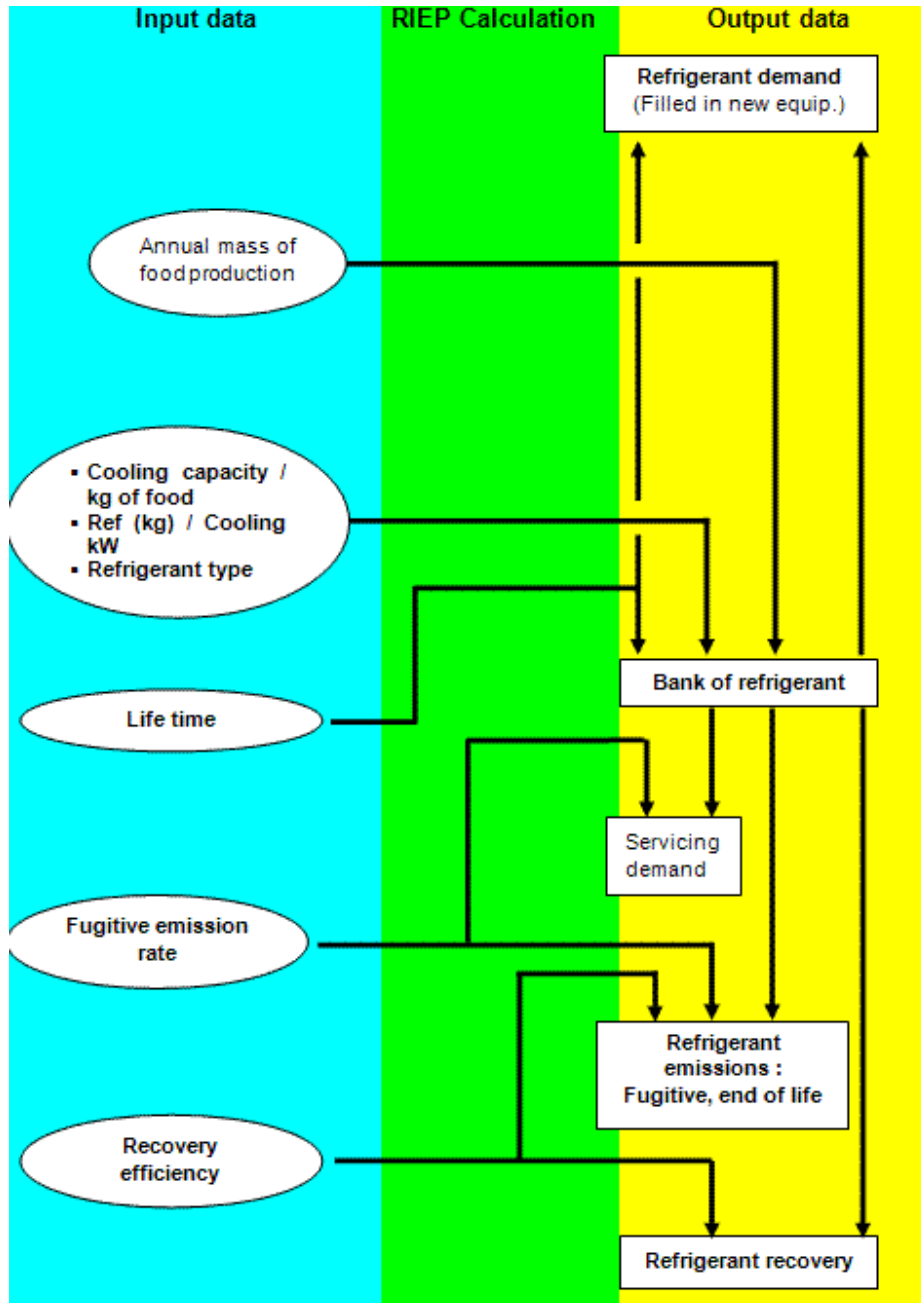 Input data
RIEP Calculation
Output data
Refrigerant demand
(Filled in new equip.)
Annual mass of
food production
▪ Cooling capacity /
kg of food
▪ Ref (kg) / Cooling
kW
▪ Refrigerant type
Bank of refrigerant
Life time
Servicing
demand
Fugitive emission
rate
Refrigerant
emissions :
Fugitive, end of life
Recovery
efficiency
Refrigerant recovery